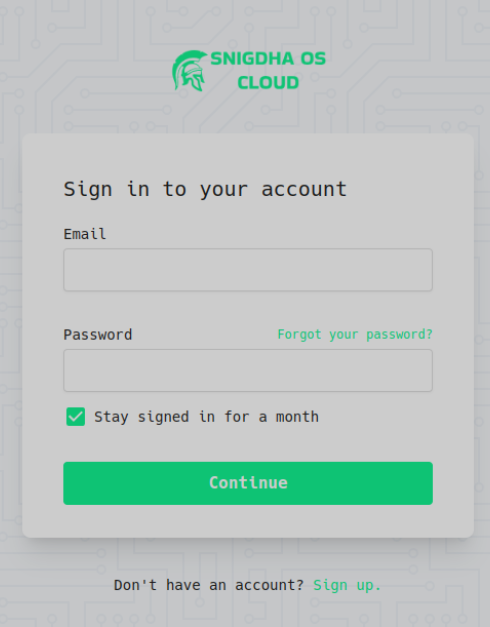 SNIGDHA OS
CLOUD
Sign in to your account
Email
Password Forgot your password?
Stay signed in for a month
Continue
Don't have an account? Sign up.